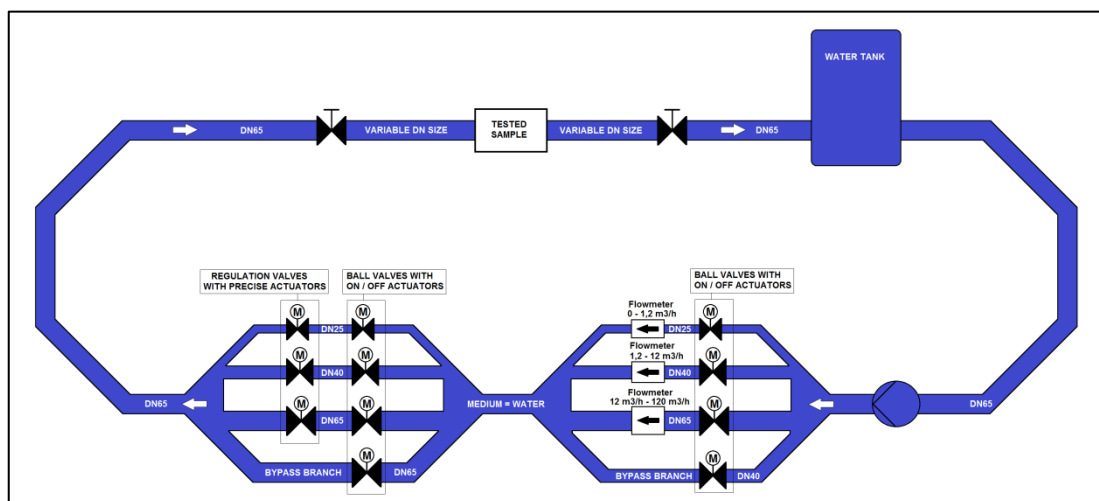 WATER TANK
DN65
VARIABLE DN SIZE
TESTED
SAMPLE
VARIABLE DN SIZE
DN65
REGULATION VALVES
WITH PRECISE ACTUATORS
BALL VALVES WITH
ON / OFF ACTUATORS
BALL VALVES WITH
ON / OFF ACTUATORS
Flowmeter
0 - 1,2 m3/h
M
DN25
M
DN25
M
Flowmeter
1,2 - 12 m3/h
M
DN40
M
DN40
M
Flowmeter
12 m3/h - 120 m3/h
DN65
MEDIUM = WATER
DN65
M
DN65
M
DN65
M
BYPASS BRANCH
M
DN65
BYPASS BRANCH
M
DN40